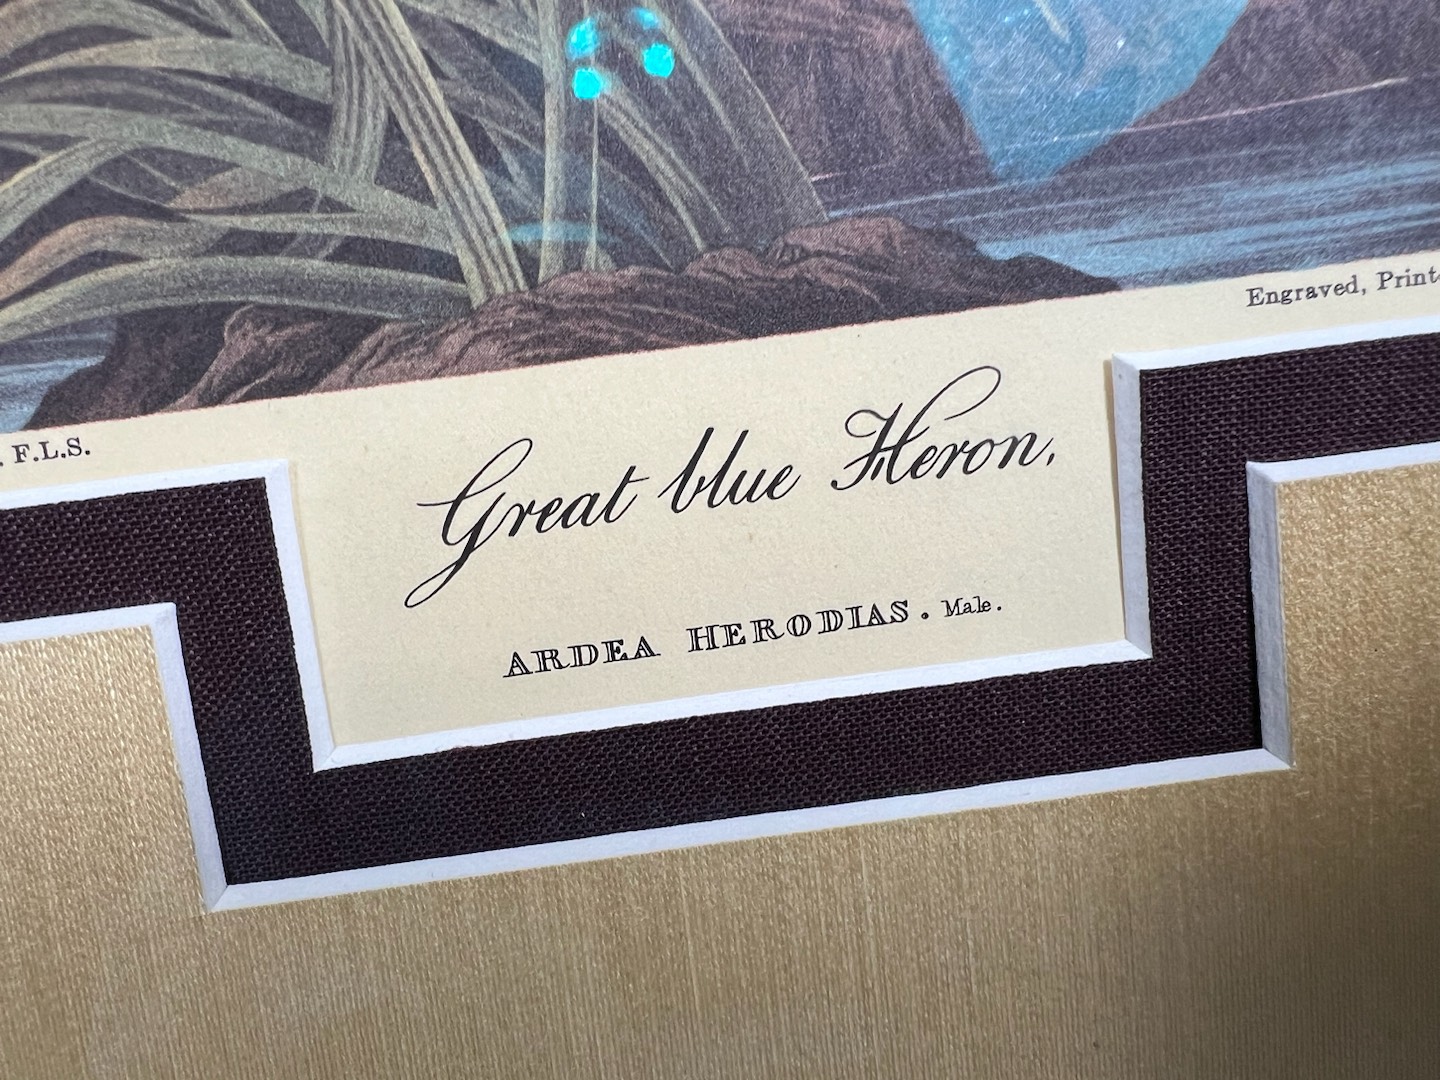 Engraved, Print
. F.L.S.
Great blue Heron,
ARDEA HERODIAS. Male.